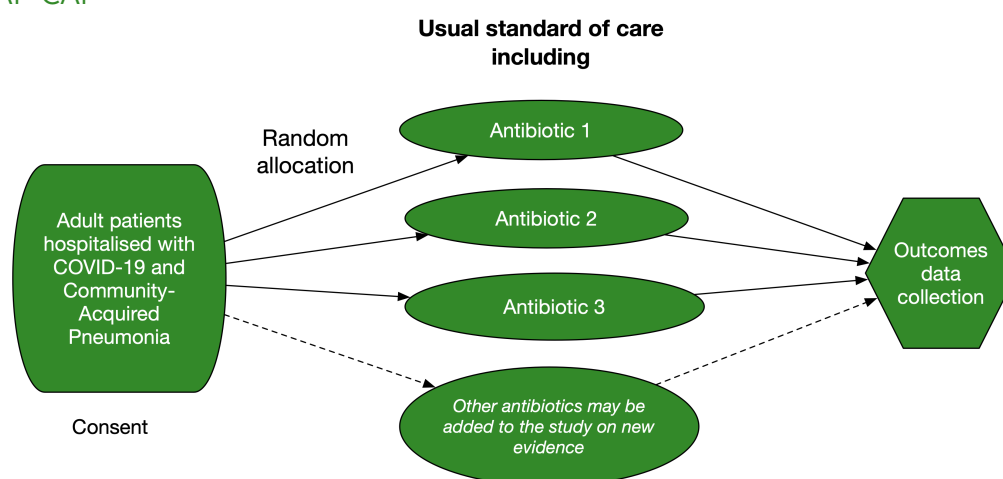 Usual standard of care
including
Random
allocation
Antibiotic 1
Antibiotic 2
Antibiotic 3
Other antibiotics may be
added to the study on new
evidence
Adult patients
hospitalised with
COVID-19 and
Community-
Acquired
Pneumonia
Consent
Outcomes
data
collection